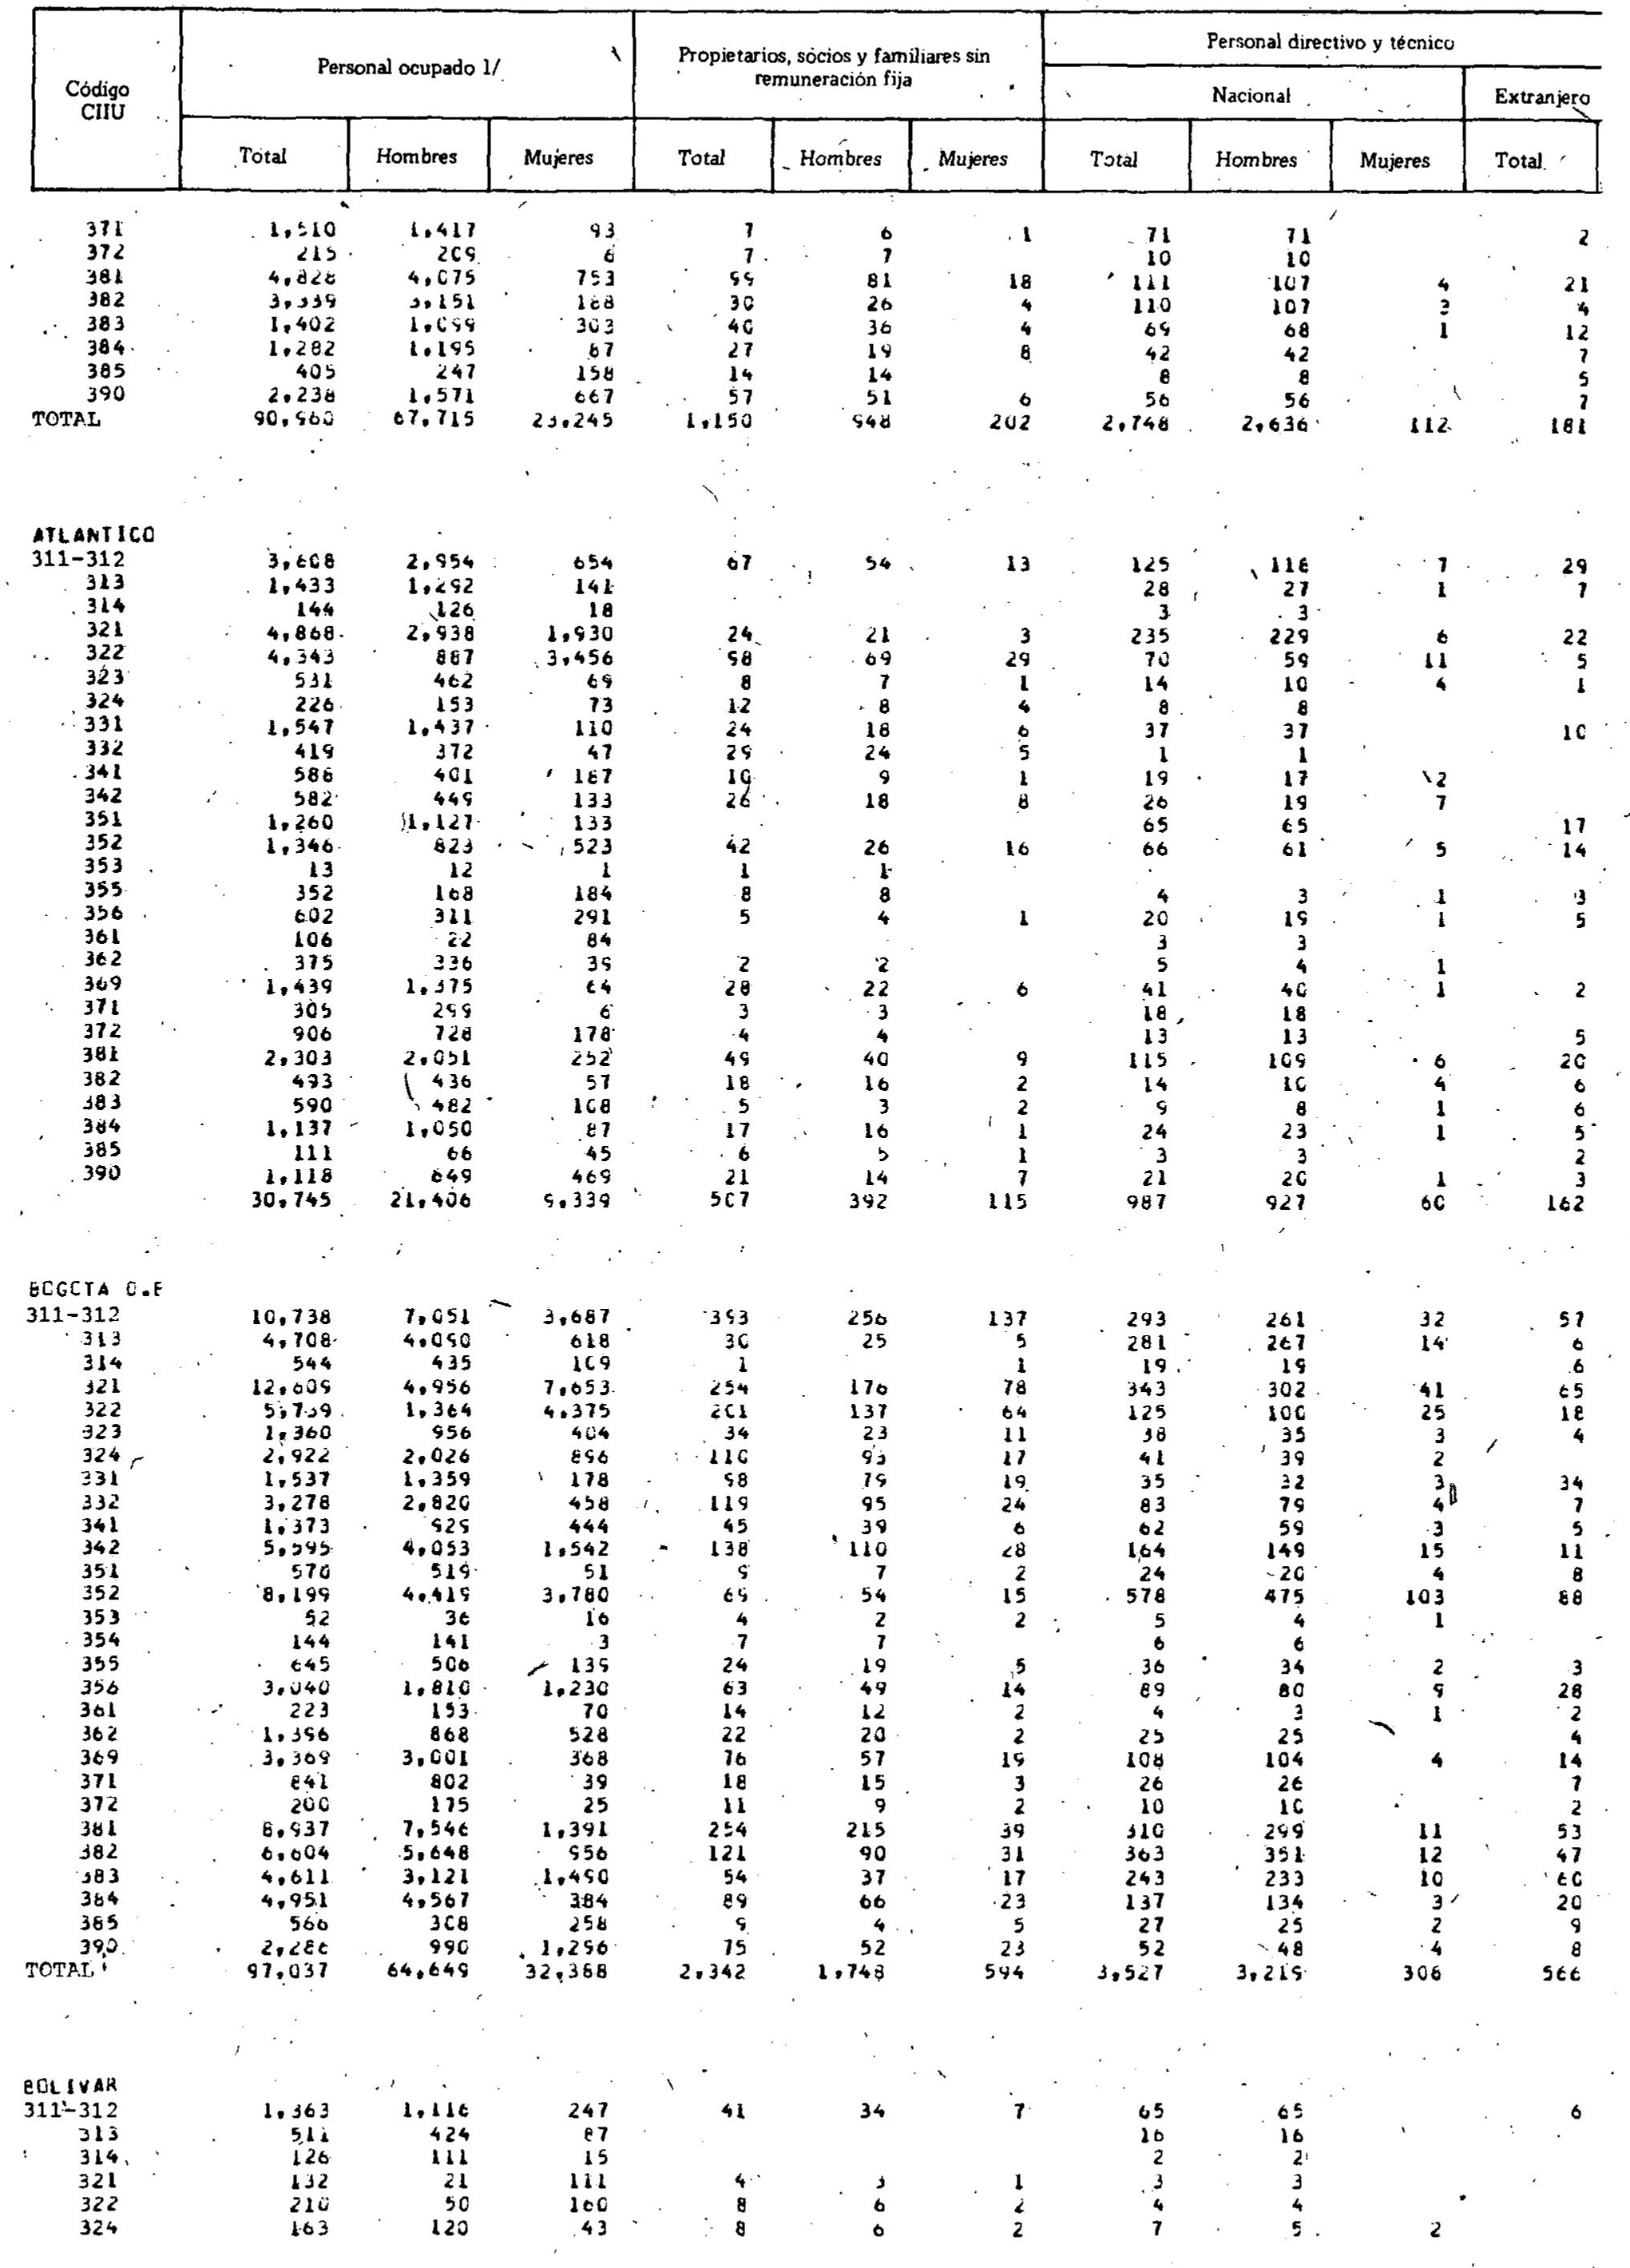 Código CIIU Personal ocupado 1/ Propietarios, sócios y familiares sin remuneración fija Personal directivo y técnico
Nacional Extranjero
Total Hombres Mujeres Total Hombres Mujeres Total Hombres Mujeres Total
371 1,510 1,417 93 7 6 1 71 71 2
372 215 209 6 7 7 10 10
381 4,828 4,075 753 99 81 18 111 107 4 21
382 3,339 3,151 188 30 26 4 110 107 3 4
383 1,402 1,099 303 40 36 4 69 68 1 12
384 1,282 1,195 87 27 19 8 42 42 7
385 405 247 158 14 14 8 8 5
390 2,238 1,571 667 57 51 6 56 56 7
TOTAL 90,960 67,715 23,245 1,150 948 202 2,748 2,636 112 181
ATLANTICO
311-312 3,608 2,954 654 67 54 13 125 118 7 29
313 1,433 1,292 141 28 27 1 7
314 144 126 18 3 3
321 4,868 2,938 1,930 24 21 3 235 229 6 22
322 4,343 887 3,456 98 69 29 70 59 11 5
323 531 462 69 8 7 1 14 10 4 1
324 226 153 73 12 8 4 8 8
331 1,547 1,437 110 24 18 6 37 37 10
332 419 372 47 29 24 5 1 1
341 588 401 187 10 9 1 19 17 2
342 582 449 133 26 18 8 26 19 7
351 1,260 1,127 133 65 65 17
352 1,346 823 523 42 26 16 66 61 5 14
353 13 12 1 1 1
355 352 168 184 8 8 4 3 1 3
356 602 311 291 5 4 1 20 19 1 5
361 106 22 84 3 3
362 375 336 39 2 2 5 4 1
369 1,439 1,375 64 28 22 6 41 40 1 2
371 305 299 6 3 3 18 18
372 906 728 178 4 4 13 13 5
381 2,303 2,051 252 49 40 9 115 109 6 20
382 493 436 57 18 16 2 14 10 4 6
383 590 482 108 5 3 2 9 8 1 6
384 1,137 1,050 87 17 16 1 24 23 1 5
385 111 66 45 6 5 1 3 3 2
390 1,118 649 469 21 14 7 21 20 1 3
30,745 21,406 9,339 507 392 115 987 927 60 162
BOGOTA D.E
311-312 10,738 7,051 3,687 393 256 137 293 261 32 57
313 4,708 4,090 618 30 25 5 281 267 14 6
314 544 435 109 1 1 19 19 6
321 12,609 4,956 7,653 254 176 78 343 302 41 65
322 5,739 1,364 4,375 201 137 64 125 100 25 18
323 1,360 956 404 34 23 11 38 35 3 4
324 2,922 2,026 896 110 93 17 41 39 2
331 1,537 1,359 178 98 79 19 35 32 3 34
332 3,278 2,820 458 119 95 24 83 79 4 7
341 1,373 929 444 45 39 6 62 59 3 5
342 5,595 4,053 1,542 138 110 28 164 149 15 11
351 570 519 51 9 7 2 24 20 4 8
352 8,199 4,419 3,780 69 54 15 578 475 103 88
353 52 36 16 4 2 2 5 4 1
354 144 141 3 7 7 6 6
355 645 506 139 24 19 5 36 34 2 3
356 3,040 1,810 1,230 63 49 14 89 80 9 28
361 223 153 70 14 12 2 4 3 1 2
362 1,396 868 528 22 20 2 25 25 4
369 3,369 3,001 368 76 57 19 108 104 4 14
371 841 802 39 18 15 3 26 26 7
372 200 175 25 11 9 2 10 10 2
381 8,937 7,546 1,391 254 215 39 310 299 11 53
382 6,604 5,648 956 121 90 31 363 351 12 47
383 4,611 3,121 1,490 54 37 17 243 233 10 60
384 4,951 4,567 384 89 66 23 137 134 3 20
385 566 308 258 9 4 5 27 25 2 9
390 2,286 990 1,296 75 52 23 52 48 4 8
TOTAL 97,037 64,649 32,388 2,342 1,748 594 3,527 3,219 308 566
BOLIVAR
311-312 1,363 1,116 247 41 34 7 65 65 6
313 511 424 87 16 16
314 126 111 15 2 2
321 132 21 111 4 3 1 3 3
322 210 50 160 8 6 2 4 4
324 163 120 43 8 6 2 7 5 2